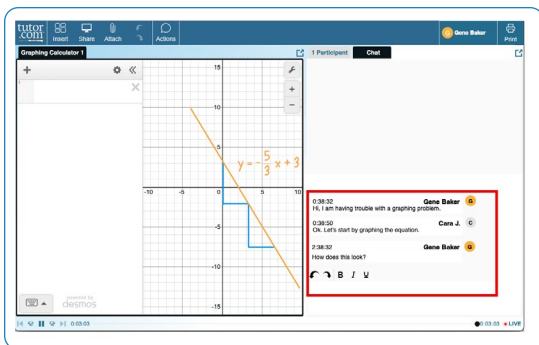 tutor
.com
Insert Share Attach Actions
G Gene Baker
Print
Graphing Calculator 1
1 Participant Chat
1
15
10
5
y = -5/3 x + 3
-10 -5 0 5 10
-5
-10
-15
powered by
desmos
0:38:32 Gene Baker G
Hi, I am having trouble with a graphing problem.
0:38:50 Cara J. C
Ok. Let's start by graphing the equation.
2:38:32 Gene Baker G
How does this look?
B I U
0:03:03
0:03:03 LIVE